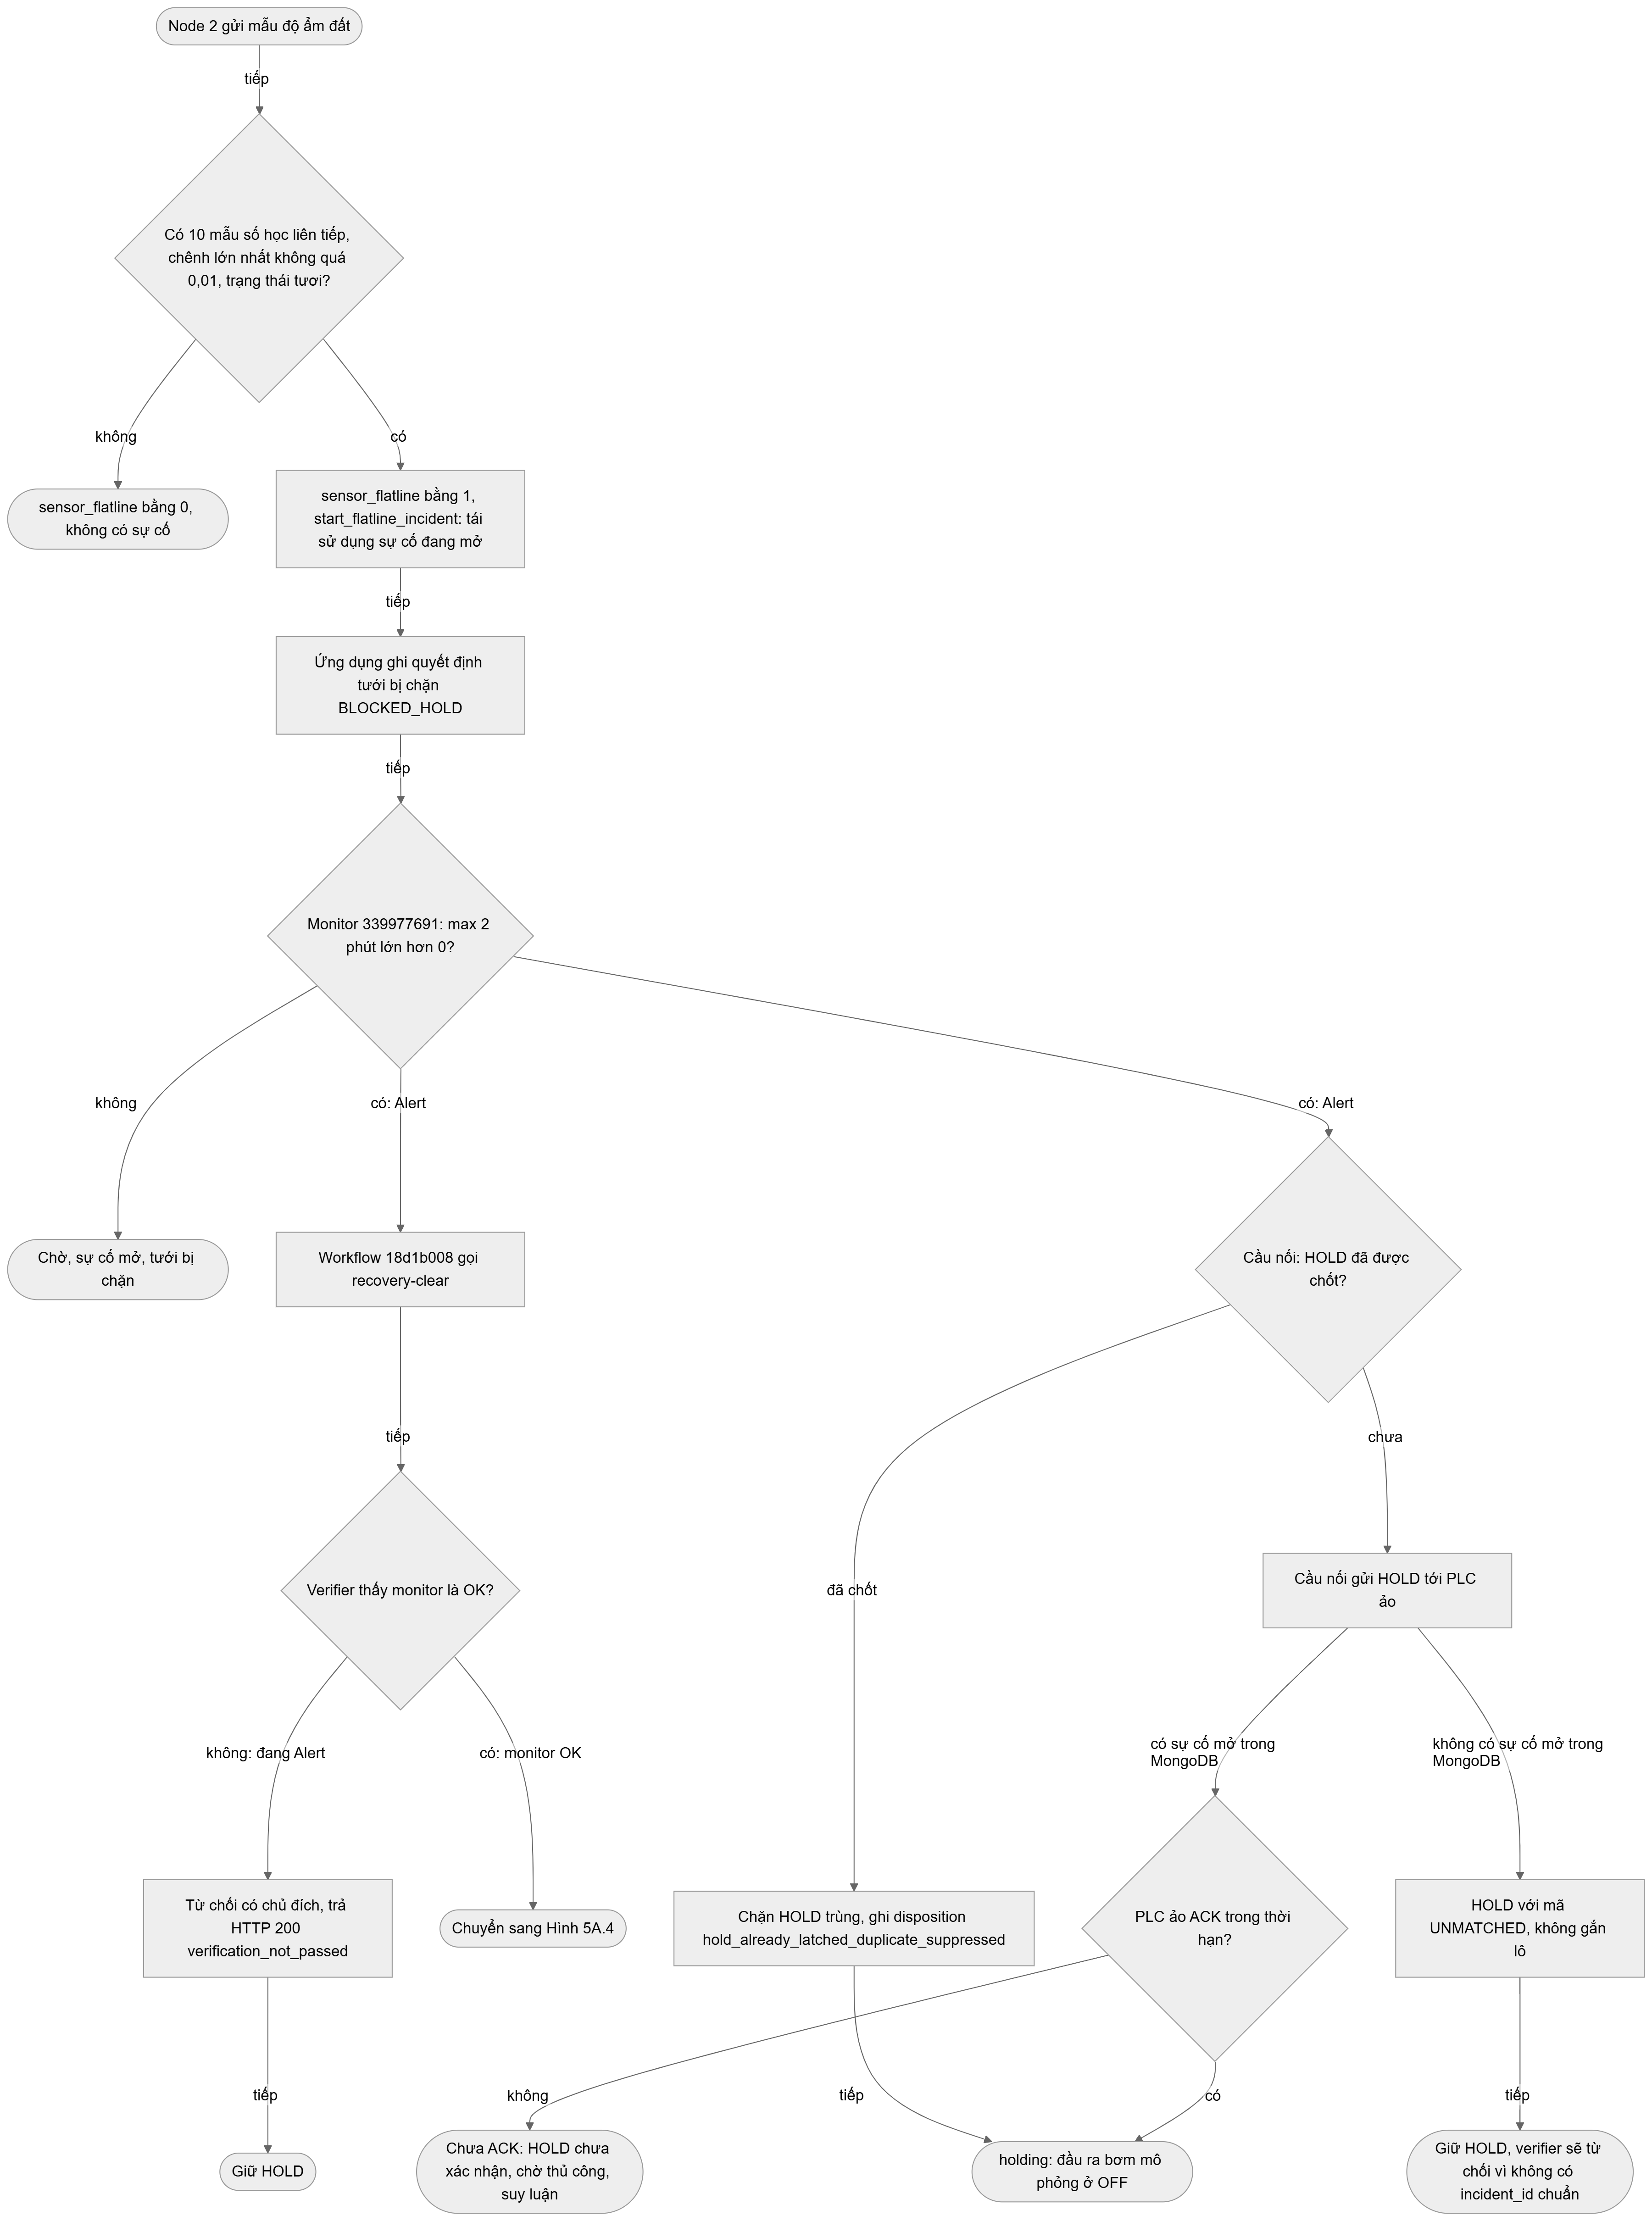 Node 2 gửi mẫu độ ẩm đất
tiếp
Có 10 mẫu số học liên tiếp,
chênh lớn nhất không quá
0,01, trạng thái tươi?
không
có
sensor_flatline bằng 0,
không có sự cố
sensor_flatline bằng 1,
start_flatline_incident: tái
sử dụng sự cố đang mở
tiếp
Ứng dụng ghi quyết định
tưới bị chặn
BLOCKED_HOLD
tiếp
Monitor 339977691: max 2
phút lớn hơn 0?
không
có: Alert
có: Alert
Chờ, sự cố mở, tưới bị
chặn
Workflow 18d1b008 gọi
recovery-clear
Cầu nối: HOLD đã được
chốt?
tiếp
chưa
Verifier thấy monitor là OK?
đã chốt
Cầu nối gửi HOLD tới PLC
ảo
không: đang Alert
có: monitor OK
có sự cố mở trong
MongoDB
không có sự cố mở trong
MongoDB
Từ chối có chủ đích, trả
HTTP 200
verification_not_passed
Chuyển sang Hình 5A.4
Chặn HOLD trùng, ghi disposition
hold_already_latched_duplicate_suppressed
PLC ảo ACK trong thời
hạn?
HOLD với mã
UNMATCHED, không gắn
lô
tiếp
không
tiếp
có
tiếp
Giữ HOLD
Chưa ACK: HOLD chưa
xác nhận, chờ thủ công,
suy luận
holding: đầu ra bơm mô
phỏng ở OFF
Giữ HOLD, verifier sẽ từ
chối vì không có
incident_id chuẩn